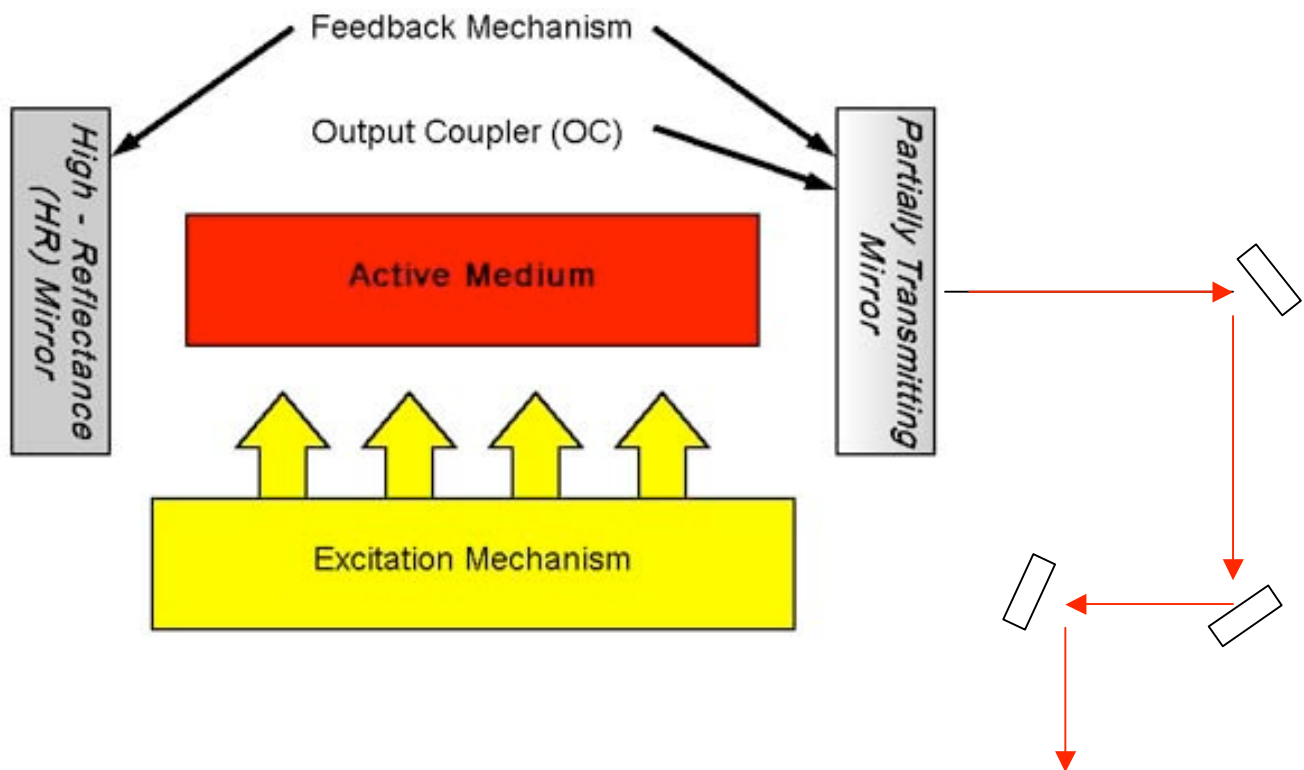 Feedback Mechanism
Output Coupler (OC)
High - Reflectance
(HR) Mirror
Active Medium
Partially Transmitting
Mirror
Excitation Mechanism